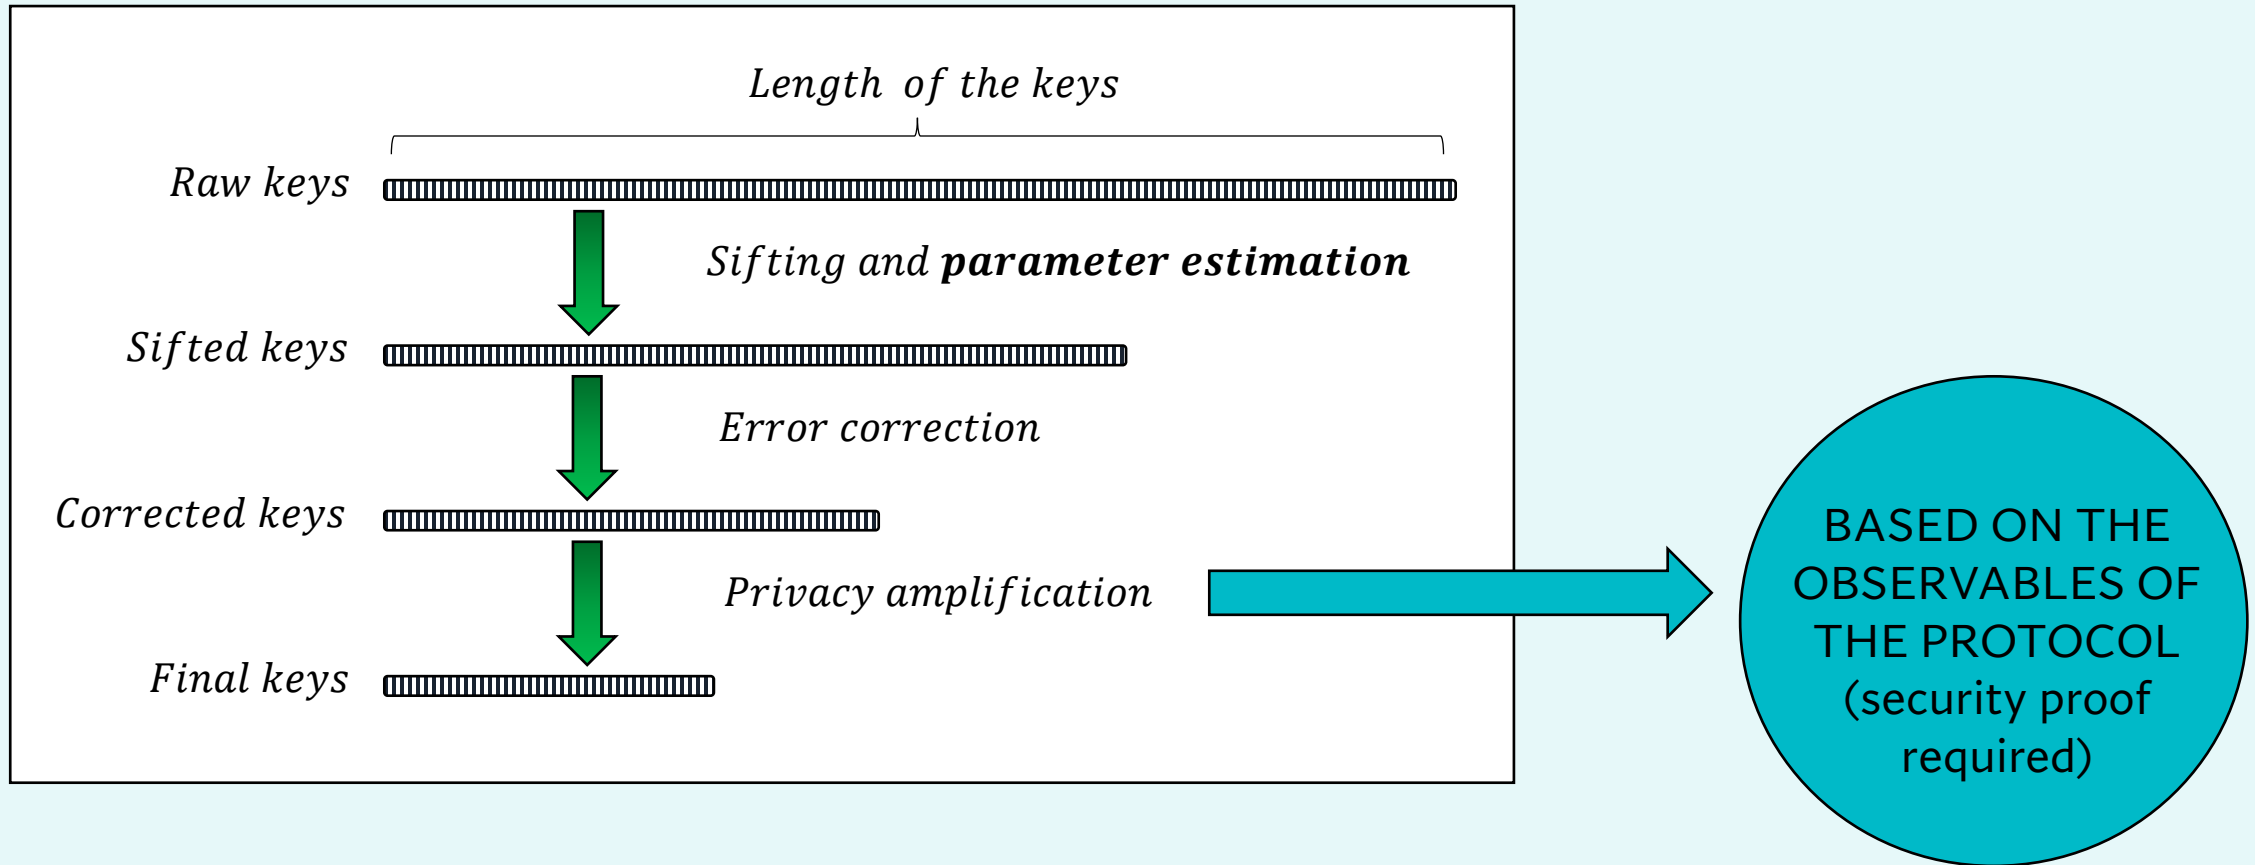 Length of the keys
Raw keys
Sifting and parameter estimation
Sifted keys
Error correction
Corrected keys
Privacy amplification
Final keys
BASED ON THE
OBSERVABLES OF
THE PROTOCOL
(security proof
required)